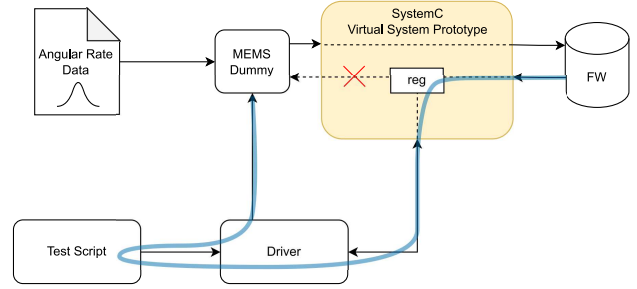 SystemC
Virtual System Prototype
Angular Rate
Data
MEMS
Dummy
reg
FW
Test Script
Driver